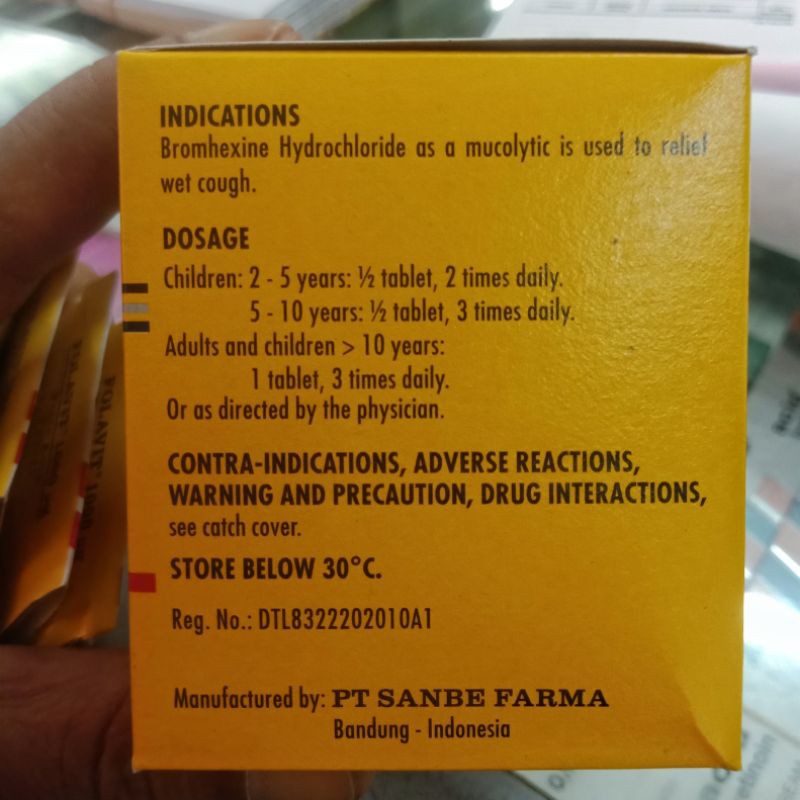 INDICATIONS
Bromhexine Hydrochloride as a mucolytic is used to relief
wet cough.
DOSAGE
Children: 2 - 5 years: ½ tablet, 2 times daily.
5 - 10 years: ½ tablet, 3 times daily.
Adults and children > 10 years:
1 tablet, 3 times daily.
Or as directed by the physician.
CONTRA-INDICATIONS, ADVERSE REACTIONS,
WARNING AND PRECAUTION, DRUG INTERACTIONS,
see catch cover.
STORE BELOW 30°C.
Reg. No.: DTL8322202010A1
Manufactured by: PT SANBE FARMA
Bandung - Indonesia
FOLAVIT
FOLAVIT